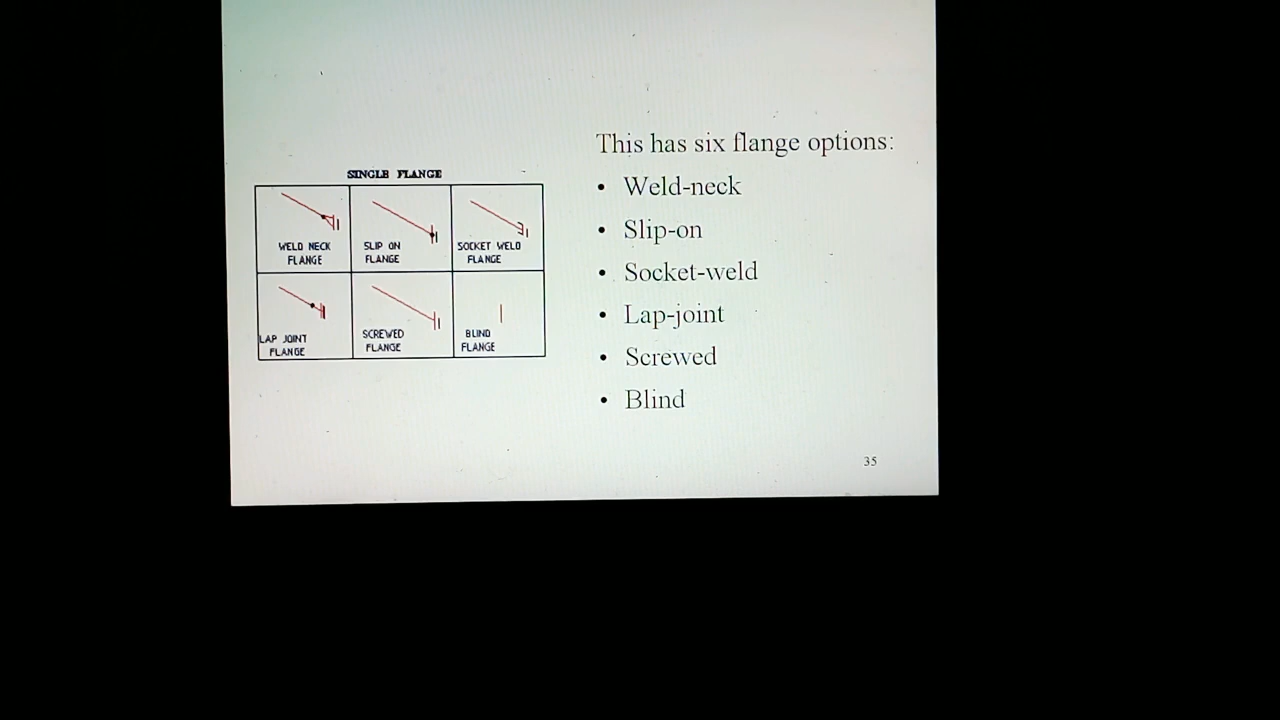 SINGLE FLANGE
WELD NECK
FLANGE
SLIP ON
FLANGE
SOCKET WELD
FLANGE
LAP JOINT
FLANGE
SCREWED
FLANGE
BLIND
FLANGE
This has six flange options:
• Weld-neck
• Slip-on
• Socket-weld
• Lap-joint
• Screwed
• Blind
35